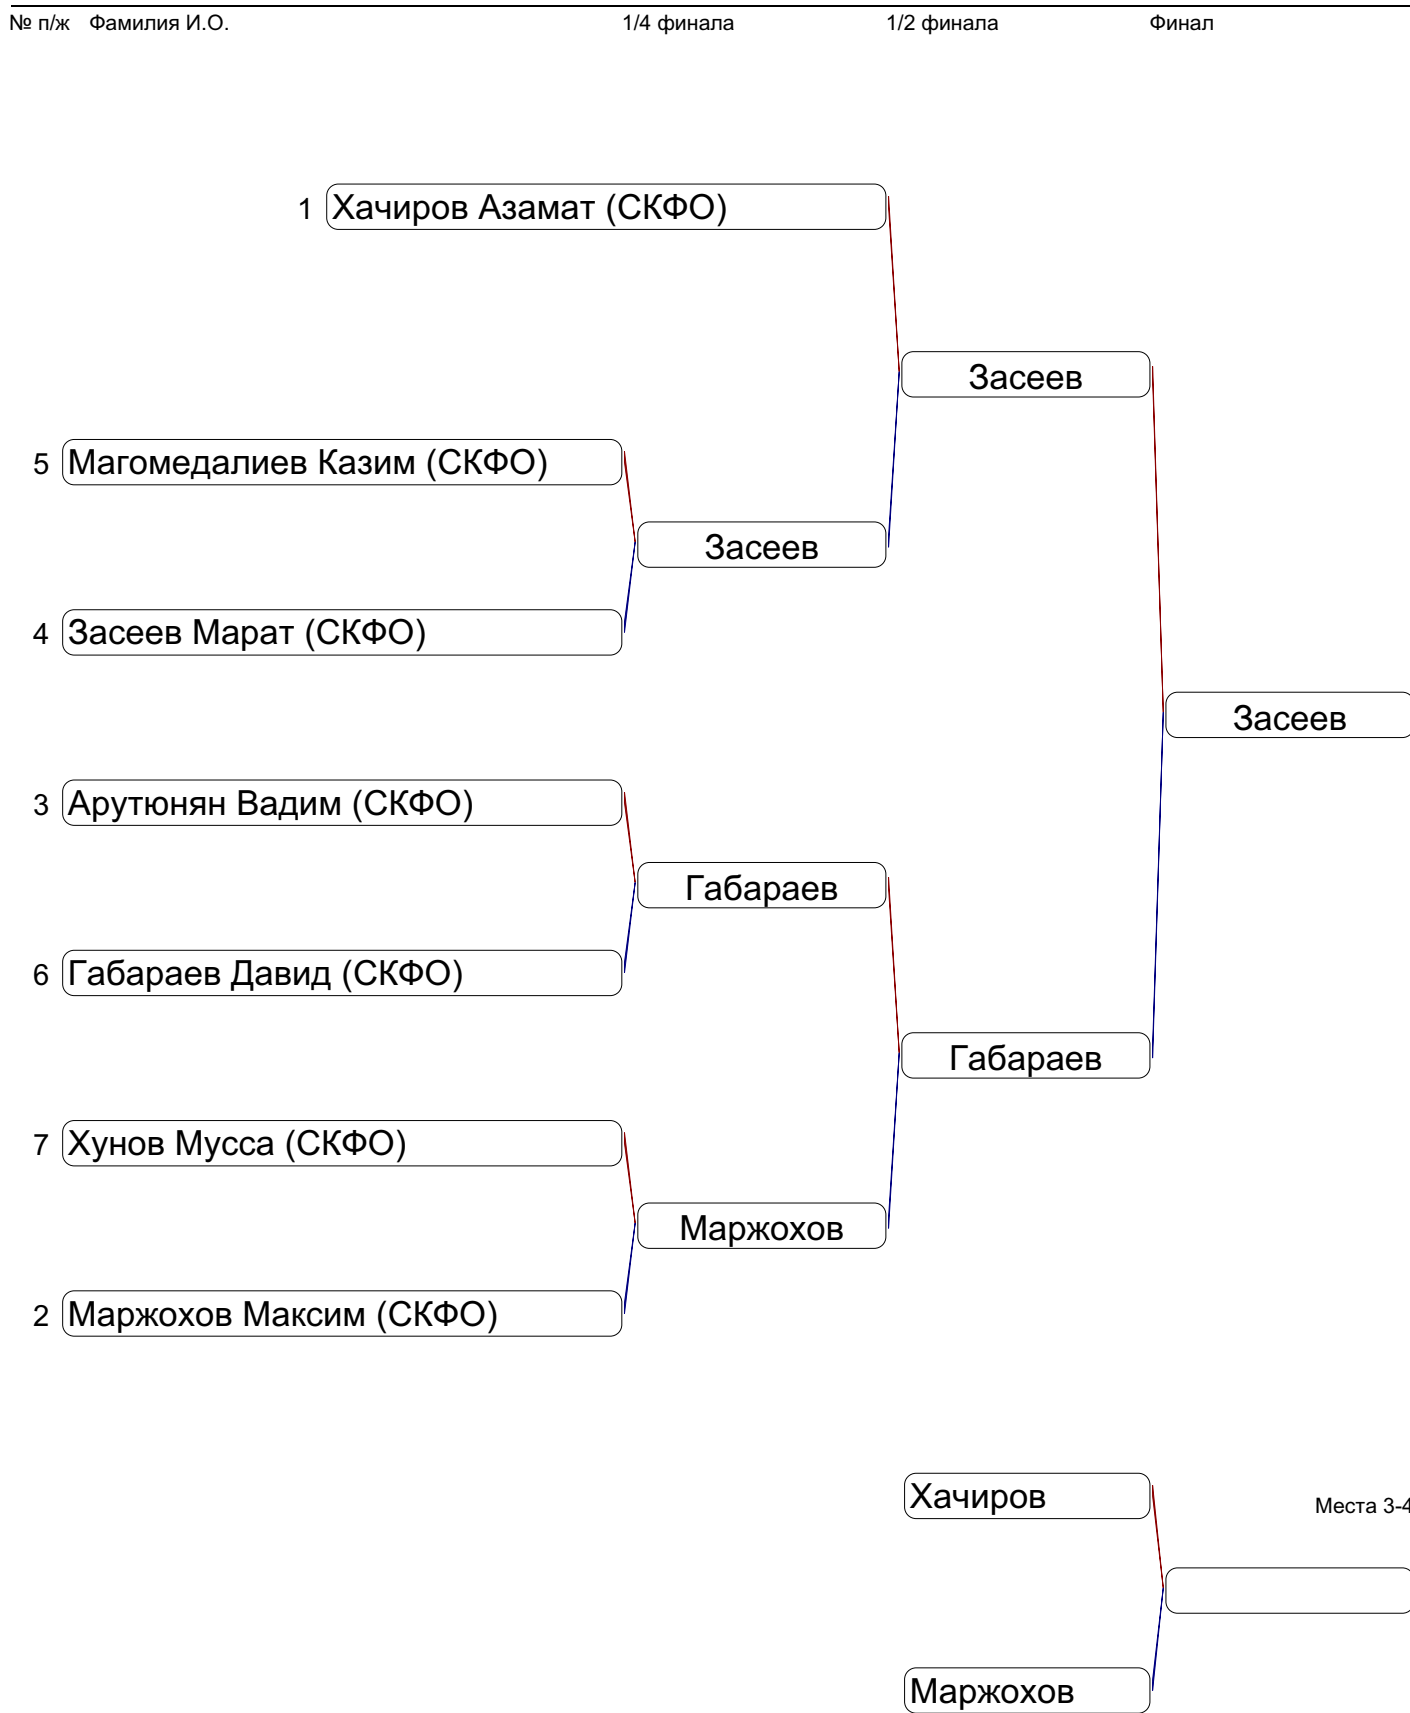 № п/ж Фамилия И.О. 1/4 финала 1/2 финала Финал
1 Хачиров Азамат (СКФО)
Засеев
5 Магомедалиев Казим (СКФО)
Засеев
4 Засеев Марат (СКФО)
Засеев
3 Арутюнян Вадим (СКФО)
Габараев
6 Габараев Давид (СКФО)
Габараев
7 Хунов Мусса (СКФО)
Маржохов
2 Маржохов Максим (СКФО)
Хачиров
Места 3-4
Маржохов